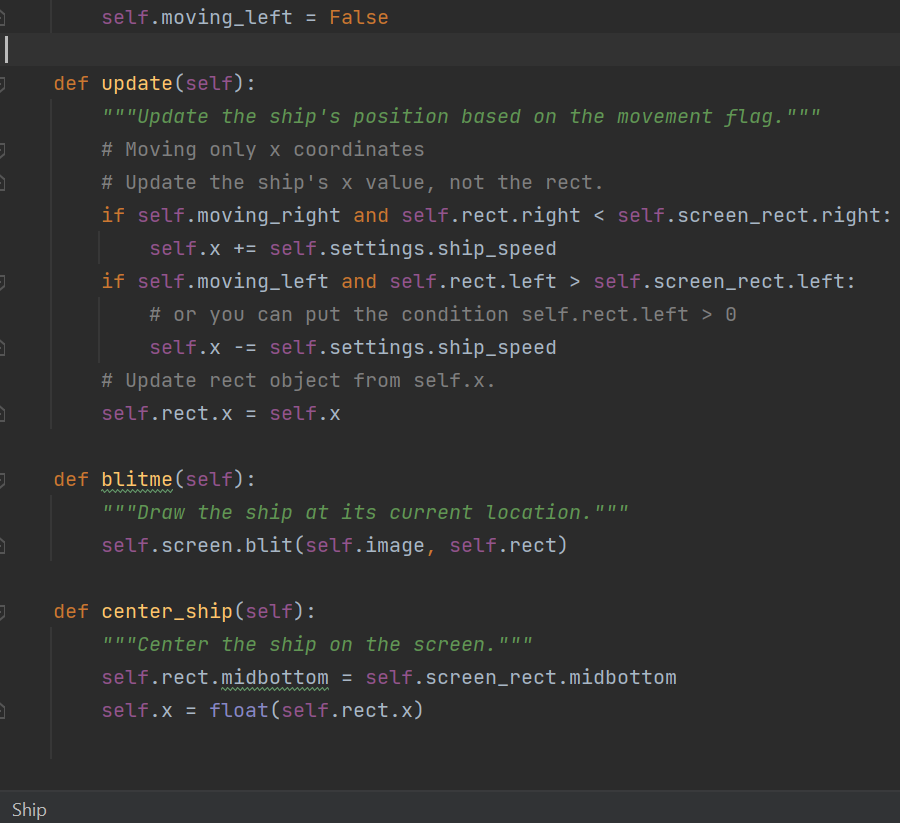 self.moving_left = False

    def update(self):
        """Update the ship's position based on the movement flag."""
        # Moving only x coordinates
        # Update the ship's x value, not the rect.
        if self.moving_right and self.rect.right < self.screen_rect.right:
            self.x += self.settings.ship_speed
        if self.moving_left and self.rect.left > self.screen_rect.left:
            # or you can put the condition self.rect.left > 0
            self.x -= self.settings.ship_speed
        # Update rect object from self.x.
        self.rect.x = self.x

    def blitme(self):
        """Draw the ship at its current location."""
        self.screen.blit(self.image, self.rect)

    def center_ship(self):
        """Center the ship on the screen."""
        self.rect.midbottom = self.screen_rect.midbottom
        self.x = float(self.rect.x)

Ship